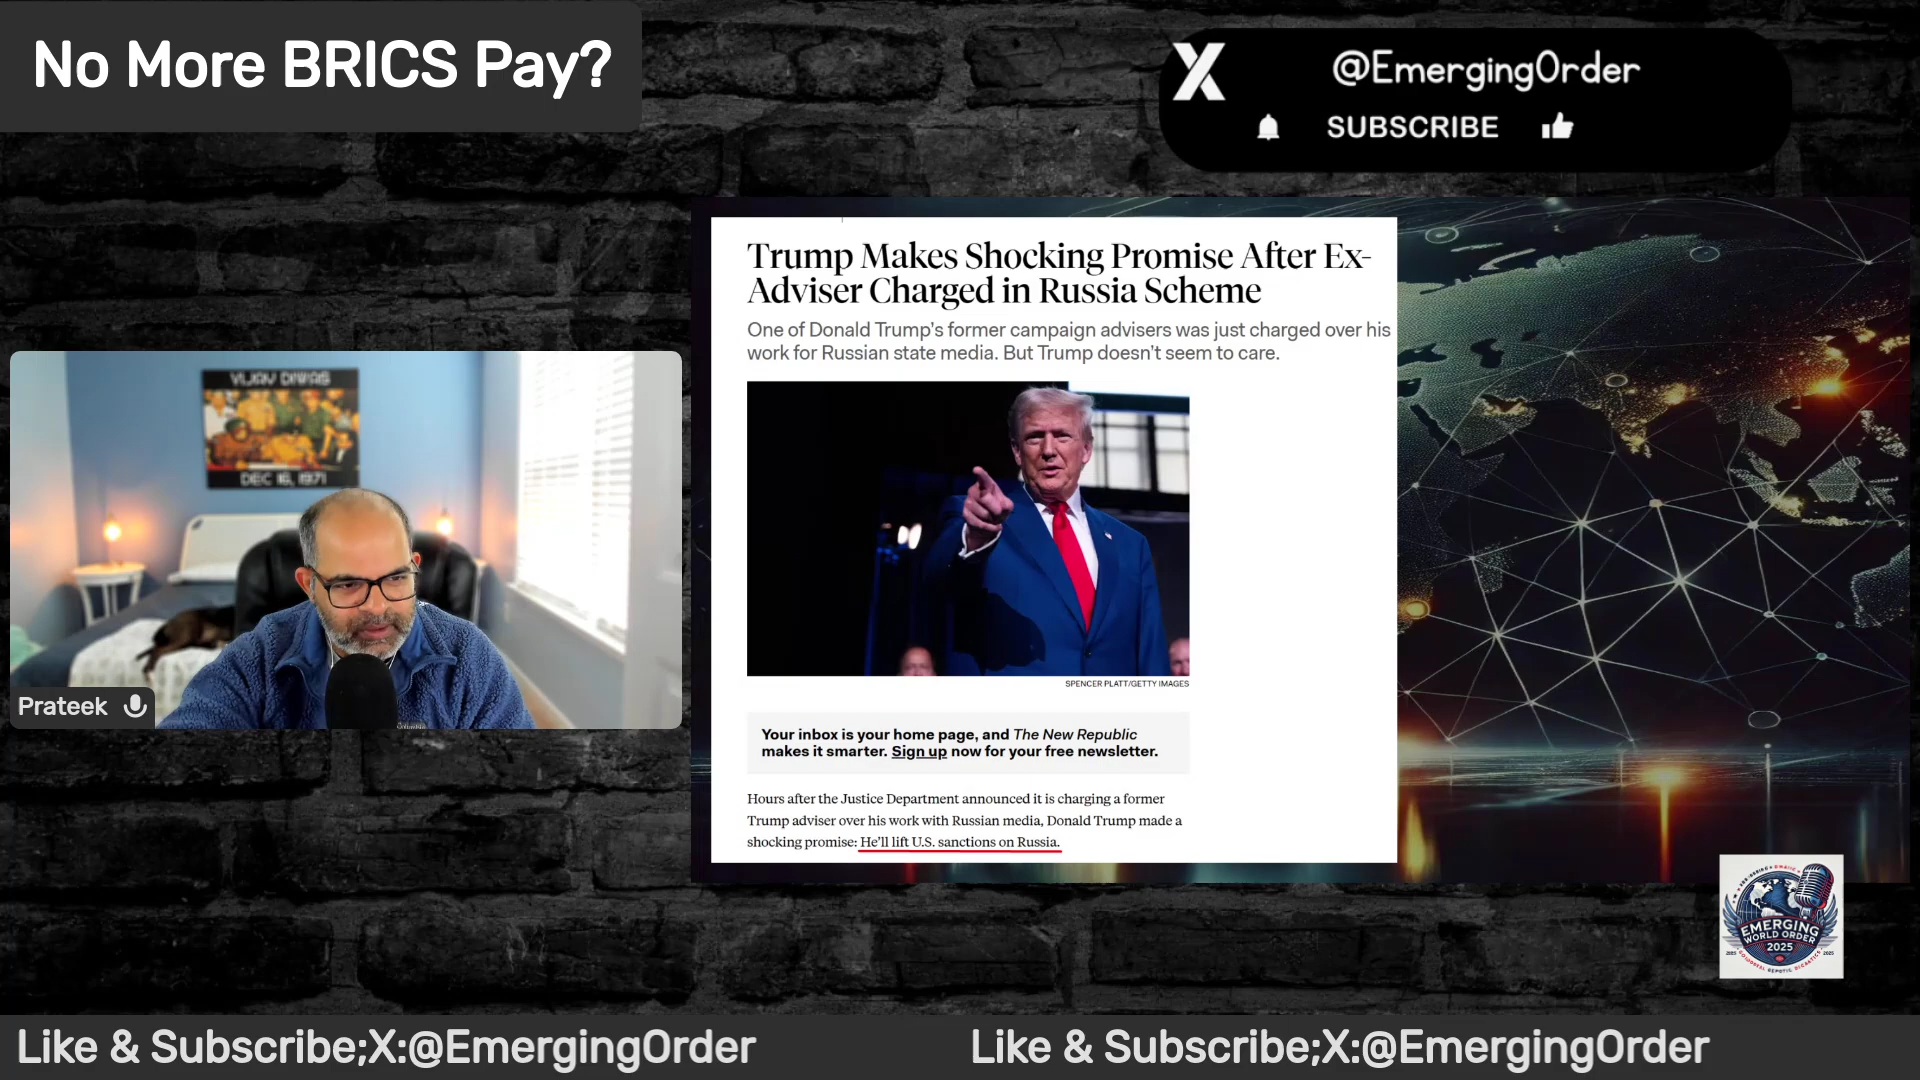 No More BRICS Pay?
X
@EmergingOrder
SUBSCRIBE
Trump Makes Shocking Promise After Ex-
Adviser Charged in Russia Scheme
One of Donald Trump’s former campaign advisers was just charged over his
work for Russian state media. But Trump doesn’t seem to care.
SPENCER PLATT/GETTY IMAGES
Your inbox is your home page, and The New Republic
makes it smarter. Sign up now for your free newsletter.
Hours after the Justice Department announced it is charging a former
Trump adviser over his work with Russian media, Donald Trump made a
shocking promise: He’ll lift U.S. sanctions on Russia.
VIJAY DIWAS
DEC 16, 1971
Prateek
Columbia
EMERGING
WORLD ORDER
2025
Like & Subscribe;X:@EmergingOrder
Like & Subscribe;X:@EmergingOrder